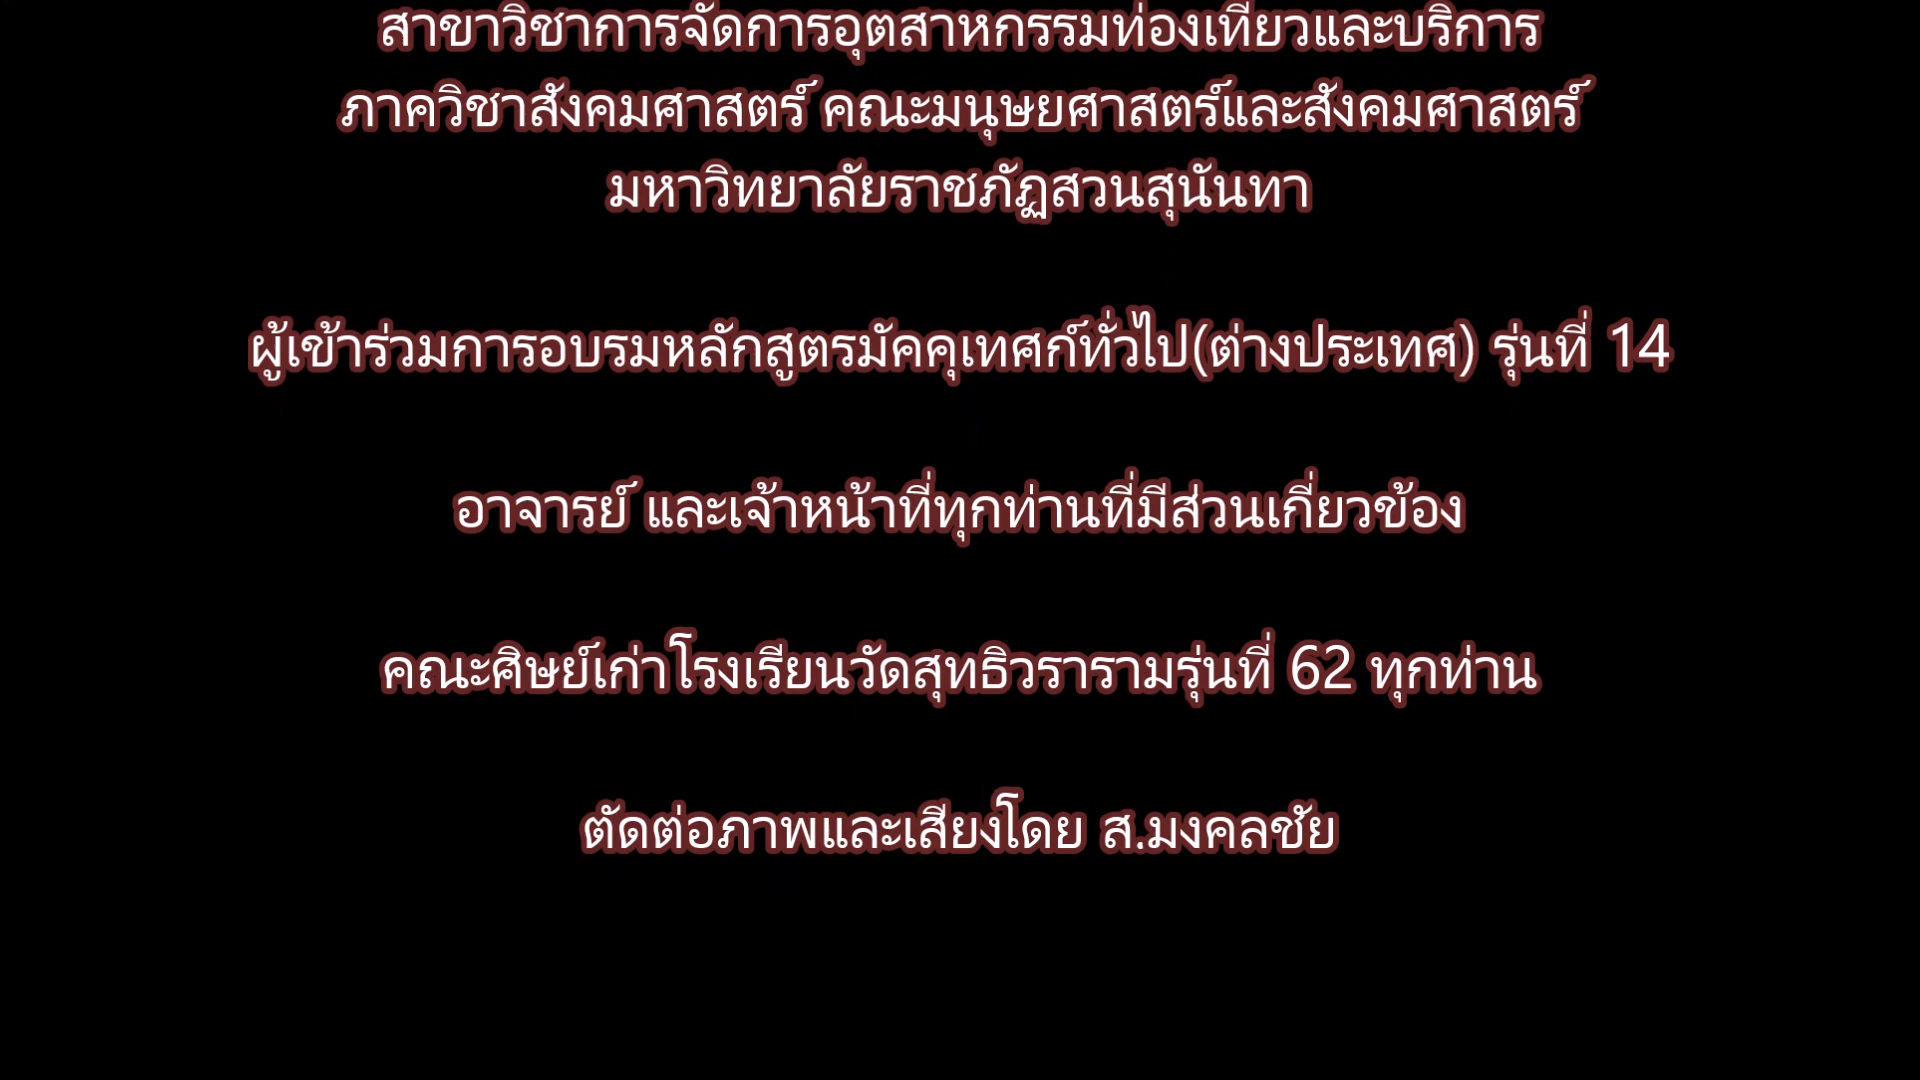 สาขาวิชาการจัดการอุตสาหกรรมท่องเที่ยวและบริการ
ภาควิชาสังคมศาสตร์ คณะมนุษยศาสตร์และสังคมศาสตร์
มหาวิทยาลัยราชภัฏสวนสุนันทา
ผู้เข้าร่วมการอบรมหลักสูตรมัคคุเทศก์ทั่วไป(ต่างประเทศ) รุ่นที่ 14
อาจารย์ และเจ้าหน้าที่ทุกท่านที่มีส่วนเกี่ยวข้อง
คณะศิษย์เก่าโรงเรียนวัดสุทธิวรารามรุ่นที่ 62 ทุกท่าน
ตัดต่อภาพและเสียงโดย ส.มงคลชัย